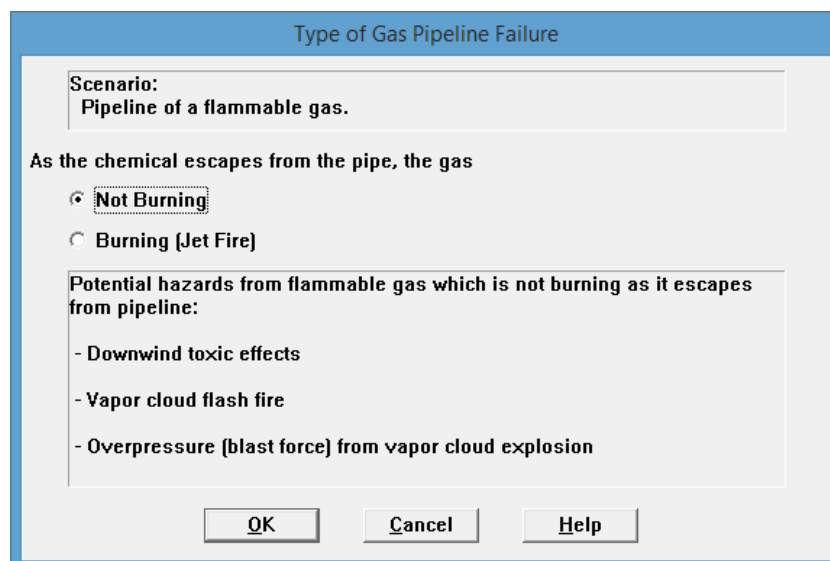 Type of Gas Pipeline Failure
Scenario:
Pipeline of a flammable gas.
As the chemical escapes from the pipe, the gas
Not Burning
Burning (Jet Fire)
Potential hazards from flammable gas which is not burning as it escapes
from pipeline:
- Downwind toxic effects
- Vapor cloud flash fire
- Overpressure (blast force) from vapor cloud explosion
OK Cancel Help